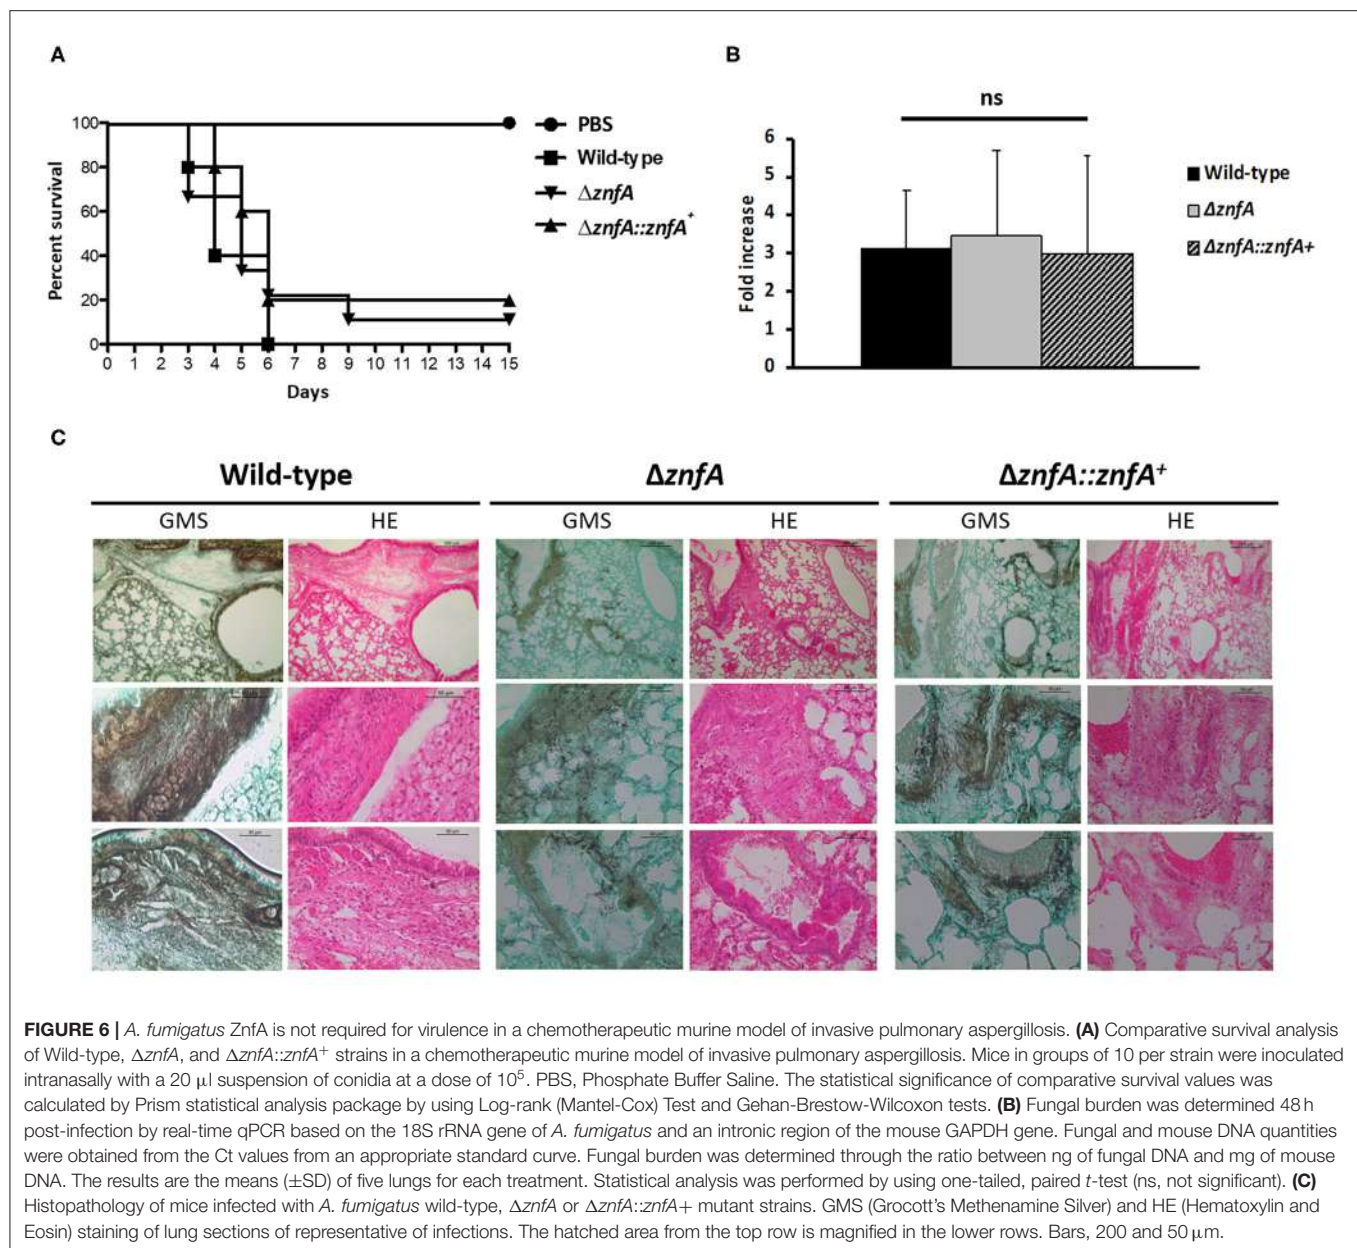 A
100
80
60
40
20
0
Percent survival
0 1 2 3 4 5 6 7 8 9 10 11 12 13 14 15
Days
PBS
Wild-type
ΔznfA
ΔznfA::znfA+
B
ns
6
5
4
3
2
1
0
Fold increase
Wild-type
ΔznfA
ΔznfA::znfA+
C
Wild-type ΔznfA ΔznfA::znfA+
GMS HE GMS HE GMS HE
FIGURE 6 | A. fumigatus ZnfA is not required for virulence in a chemotherapeutic murine model of invasive pulmonary aspergillosis. (A) Comparative survival analysis
of Wild-type, ΔznfA, and ΔznfA::znfA+ strains in a chemotherapeutic murine model of invasive pulmonary aspergillosis. Mice in groups of 10 per strain were inoculated
intranasally with a 20 μl suspension of conidia at a dose of 10⁵. PBS, Phosphate Buffer Saline. The statistical significance of comparative survival values was
calculated by Prism statistical analysis package by using Log-rank (Mantel-Cox) Test and Gehan-Brestow-Wilcoxon tests. (B) Fungal burden was determined 48 h
post-infection by real-time qPCR based on the 18S rRNA gene of A. fumigatus and an intronic region of the mouse GAPDH gene. Fungal and mouse DNA quantities
were obtained from the Ct values from an appropriate standard curve. Fungal burden was determined through the ratio between ng of fungal DNA and mg of mouse
DNA. The results are the means (±SD) of five lungs for each treatment. Statistical analysis was performed by using one-tailed, paired t-test (ns, not significant). (C)
Histopathology of mice infected with A. fumigatus wild-type, ΔznfA or ΔznfA::znfA+ mutant strains. GMS (Grocott's Methenamine Silver) and HE (Hematoxylin and
Eosin) staining of lung sections of representative of infections. The hatched area from the top row is magnified in the lower rows. Bars, 200 and 50 μm.